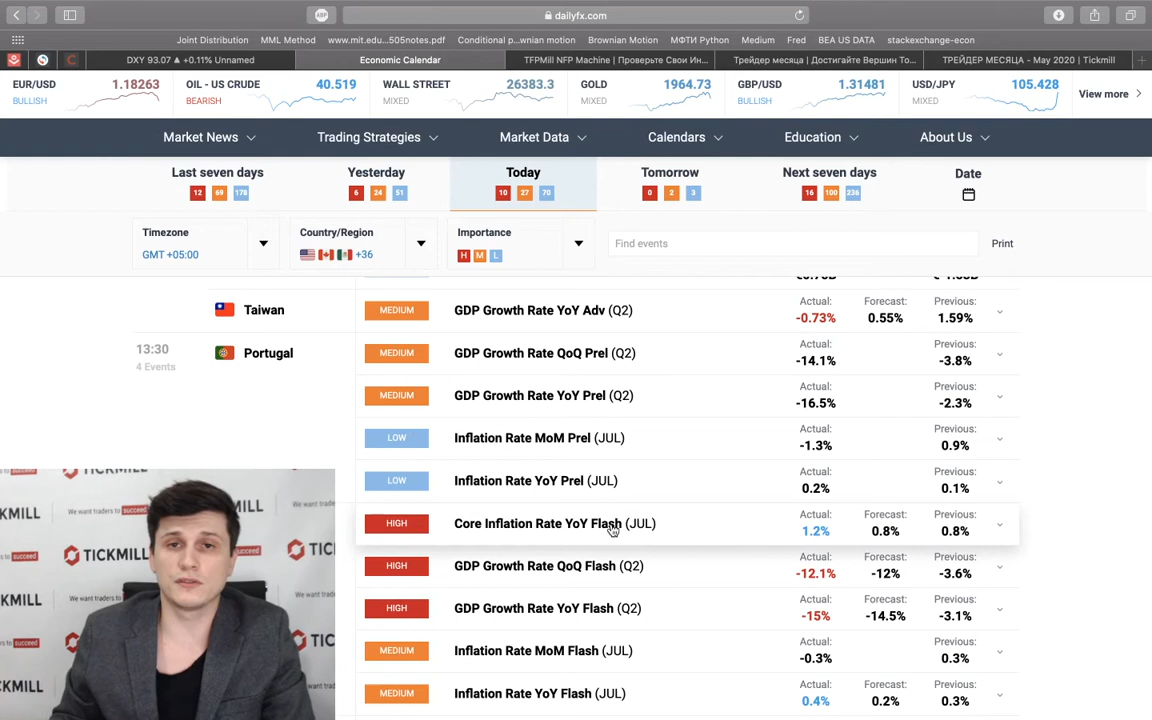 ABP
dailyfx.com
Joint Distribution
MML Method
www.mit.edu...505notes.pdf
Conditional p...wnian motion
Brownian Motion
МФТИ Python
Medium
Fred
BEA US DATA
stackexchange-econ
DXY 93.07 ▲ +0.11% Unnamed
Economic Calendar
TFPMill NFP Machine | Проверьте Свои Ин...
Трейдер месяца | Достигайте Вершин То...
ТРЕЙДЕР МЕСЯЦА - May 2020 | Tickmill
EUR/USD 1.18263
BULLISH
OIL - US CRUDE 40.519
BEARISH
WALL STREET 26383.3
MIXED
GOLD 1964.73
MIXED
GBP/USD 1.31481
BULLISH
USD/JPY 105.428
MIXED
View more
Market News
Trading Strategies
Market Data
Calendars
Education
About Us
Last seven days
12 69 178
Yesterday
6 24 51
Today
10 27 70
Tomorrow
0 2 3
Next seven days
16 100 236
Date
Timezone
GMT +05:00
Country/Region
+36
Importance
H M L
Find events
Print
Taiwan
MEDIUM
GDP Growth Rate YoY Adv (Q2)
Actual: Forecast: Previous:
-0.73% 0.55% 1.59%
13:30
4 Events
Portugal
MEDIUM
GDP Growth Rate QoQ Prel (Q2)
Actual: Previous:
-14.1% -3.8%
MEDIUM
GDP Growth Rate YoY Prel (Q2)
Actual: Previous:
-16.5% -2.3%
LOW
Inflation Rate MoM Prel (JUL)
Actual: Previous:
-1.3% 0.9%
LOW
Inflation Rate YoY Prel (JUL)
Actual: Previous:
0.2% 0.1%
HIGH
Core Inflation Rate YoY Flash (JUL)
Actual: Forecast: Previous:
1.2% 0.8% 0.8%
HIGH
GDP Growth Rate QoQ Flash (Q2)
Actual: Forecast: Previous:
-12.1% -12% -3.6%
HIGH
GDP Growth Rate YoY Flash (Q2)
Actual: Forecast: Previous:
-15% -14.5% -3.1%
MEDIUM
Inflation Rate MoM Flash (JUL)
Actual: Previous:
-0.3% 0.3%
MEDIUM
Inflation Rate YoY Flash (JUL)
Actual: Forecast: Previous:
0.4% 0.2% 0.3%
TICKMILL
We want traders to succeed
TICKMILL